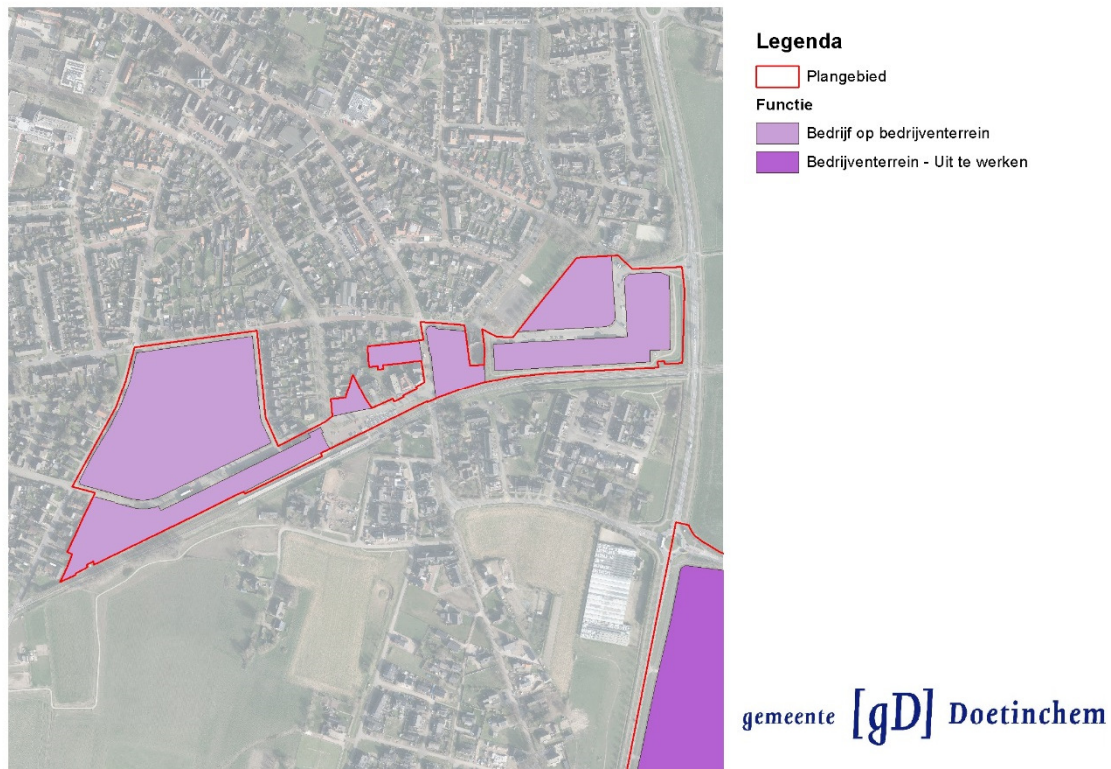 Legenda
Plangebied
Functie
Bedrijf op bedrijventerrein
Bedrijventerrein - Uit te werken
gemeente [gD] Doetinchem